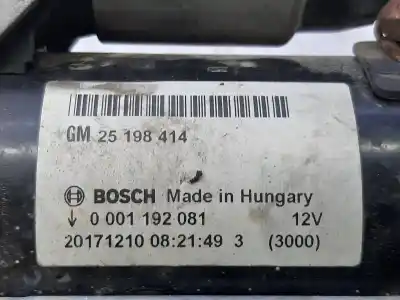 GM 25 198 414
BOSCH Made in Hungary
0 001 192 081 12V
20171210 08:21:49 3 (3000)